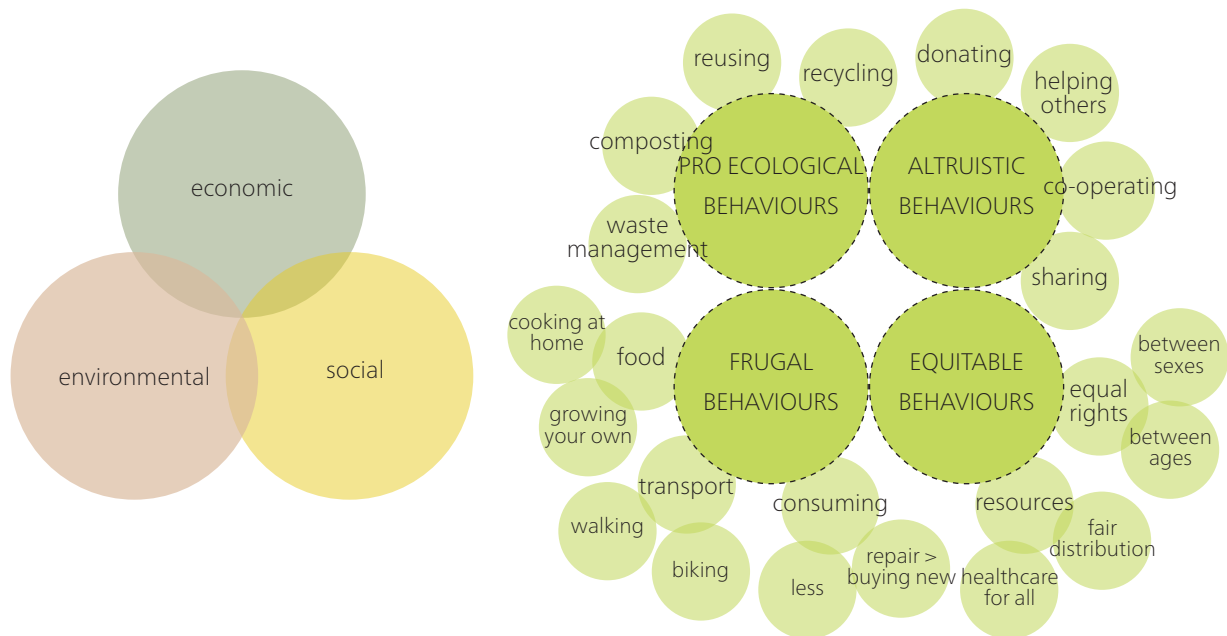 economic
environmental
social
reusing
recycling
composting
waste
management
PRO ECOLOGICAL
BEHAVIOURS
donating
helping
others
co-operating
sharing
ALTRUISTIC
BEHAVIOURS
cooking at
home
food
growing
your own
transport
walking
biking
FRUGAL
BEHAVIOURS
consuming
less
repair >
buying new
EQUITABLE
BEHAVIOURS
equal
rights
between
sexes
between
ages
resources
fair
distribution
healthcare
for all